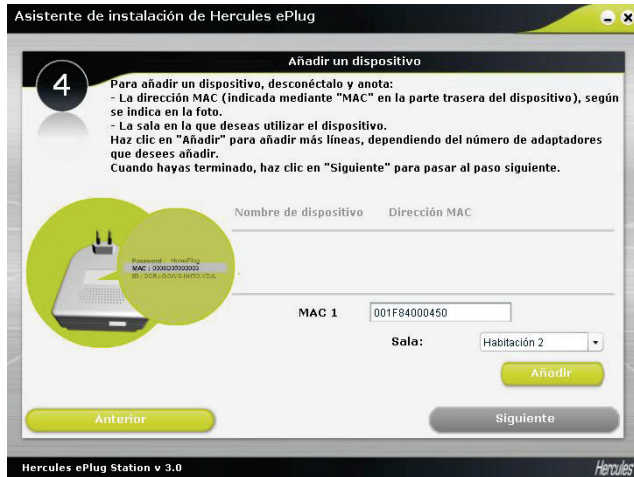 Asistente de instalación de Hercules ePlug
Añadir un dispositivo
4
Para añadir un dispositivo, desconéctalo y anota:
- La dirección MAC (indicada mediante "MAC" en la parte trasera del dispositivo), según
se indica en la foto.
- La sala en la que deseas utilizar el dispositivo.
Haz clic en "Añadir" para añadir más líneas, dependiendo del número de adaptadores
que desees añadir.
Cuando hayas terminado, haz clic en "Siguiente" para pasar al paso siguiente.
Nombre de dispositivo Dirección MAC
Password : HomePlug
MAC :
MAC 1 001F84000450
Sala: Habitación 2
Añadir
Anterior Siguiente
Hercules ePlug Station v 3.0 Hercules